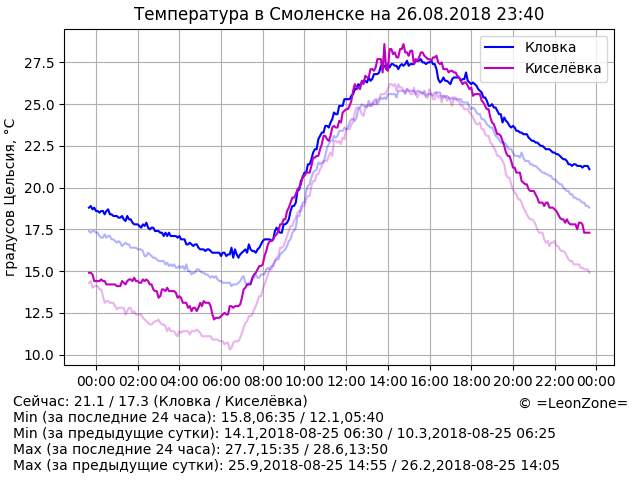 Температура в Смоленске на 26.08.2018 23:40
градусов Цельсия, °C
27.5
25.0
22.5
20.0
17.5
15.0
12.5
10.0
Кловка
Киселёвка
00:00 02:00 04:00 06:00 08:00 10:00 12:00 14:00 16:00 18:00 20:00 22:00 00:00
Сейчас: 21.1 / 17.3 (Кловка / Киселёвка)
© =LeonZone=
Min (за последние 24 часа): 15.8,06:35 / 12.1,05:40
Min (за предыдущие сутки): 14.1,2018-08-25 06:30 / 10.3,2018-08-25 06:25
Max (за последние 24 часа): 27.7,15:35 / 28.6,13:50
Max (за предыдущие сутки): 25.9,2018-08-25 14:55 / 26.2,2018-08-25 14:05